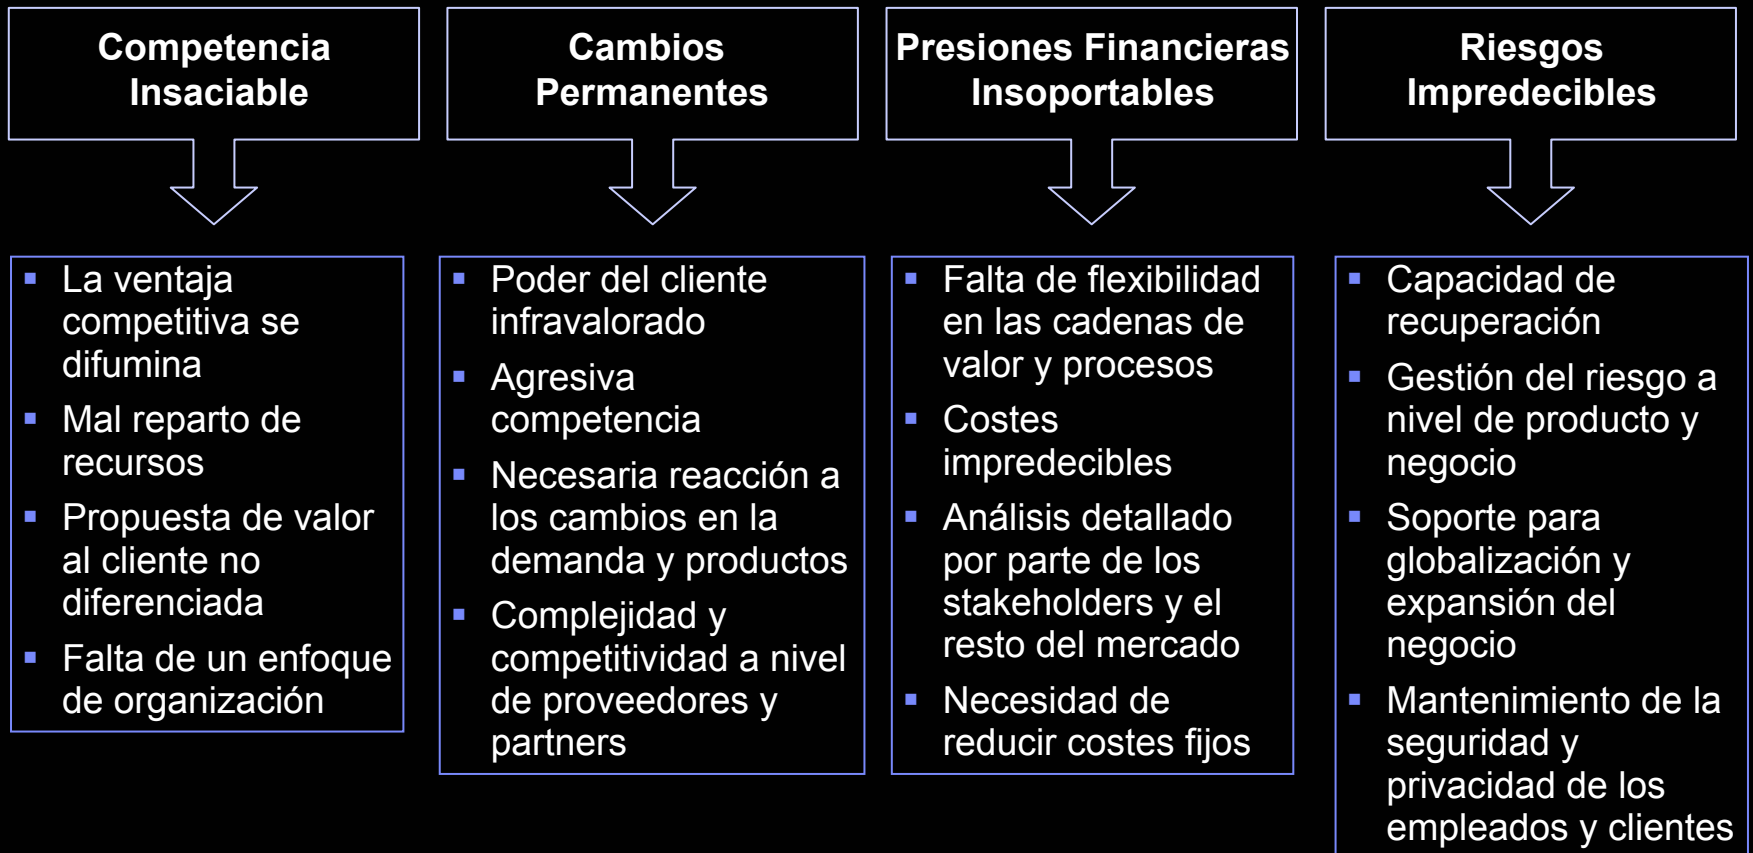 Competencia
Insaciable
Cambios
Permanentes
Presiones Financieras
Insoportables
Riesgos
Impredecibles
▪ La ventaja
competitiva se
difumina
▪ Mal reparto de
recursos
▪ Propuesta de valor
al cliente no
diferenciada
▪ Falta de un enfoque
de organización
▪ Poder del cliente
infravalorado
▪ Agresiva
competencia
▪ Necesaria reacción a
los cambios en la
demanda y productos
▪ Complejidad y
competitividad a nivel
de proveedores y
partners
▪ Falta de flexibilidad
en las cadenas de
valor y procesos
▪ Costes
impredecibles
▪ Análisis detallado
por parte de los
stakeholders y el
resto del mercado
▪ Necesidad de
reducir costes fijos
▪ Capacidad de
recuperación
▪ Gestión del riesgo a
nivel de producto y
negocio
▪ Soporte para
globalización y
expansión del
negocio
▪ Mantenimiento de la
seguridad y
privacidad de los
empleados y clientes